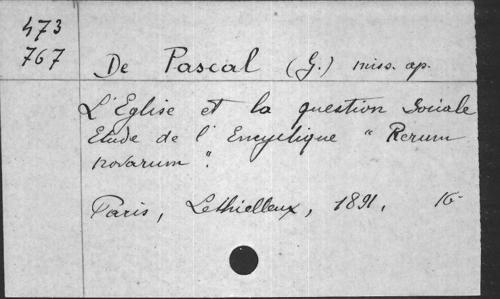 473
767
De Pascal (G.) miss. ap.
L'Eglise et la question sociale
Etude de l'Encyclique " Rerum
novarum ".
Paris, Lethielleux, 1891. 16-